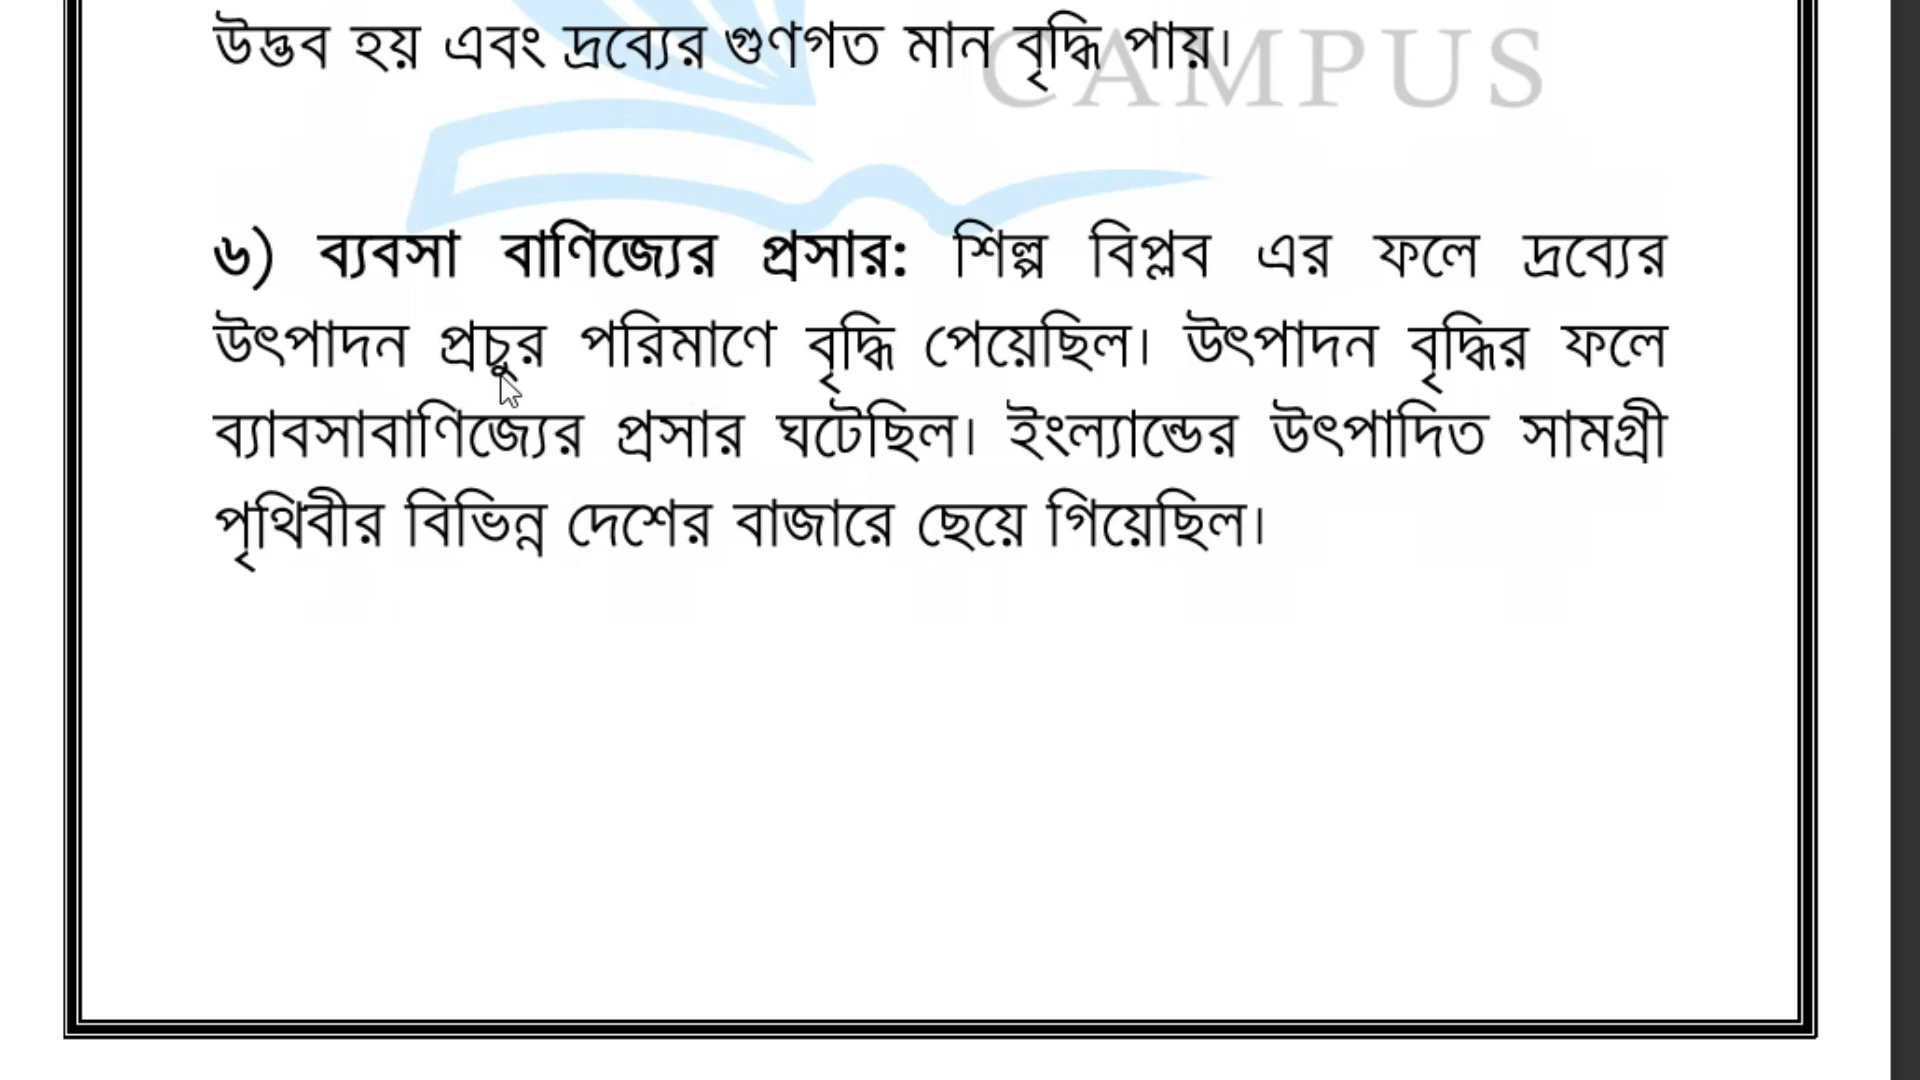 উদ্ভব হয় এবং দ্রব্যের গুণগত মান বৃদ্ধি পায়।
CAMPUS
৬) ব্যবসা বাণিজ্যের প্রসার: শিল্প বিপ্লব এর ফলে দ্রব্যের
উৎপাদন প্রচুর পরিমাণে বৃদ্ধি পেয়েছিল। উৎপাদন বৃদ্ধির ফলে
ব্যাবসাবাণিজ্যের প্রসার ঘটেছিল। ইংল্যান্ডের উৎপাদিত সামগ্রী
পৃথিবীর বিভিন্ন দেশের বাজারে ছেয়ে গিয়েছিল।